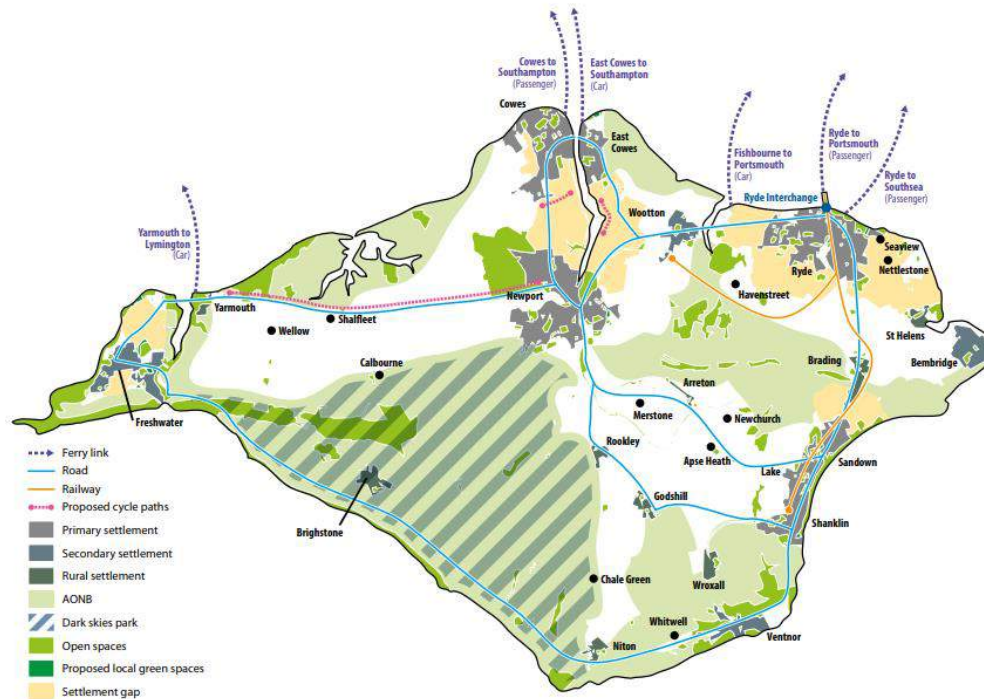 Cowes to
Southampton
(Passenger)
East Cowes to
Southampton
(Car)
Cowes
East
Cowes
Fishbourne to
Portsmouth
(Car)
Ryde to
Portsmouth
(Passenger)
Ryde to
Southsea
(Passenger)
Ryde Interchange
Yarmouth to
Lymington
(Car)
Wootton
Seaview
Nettlestone
Ryde
Havenstreet
Newport
Yarmouth
Shalfleet
Wellow
St Helens
Bembridge
Brading
Calbourne
Arreton
Merstone
Newchurch
Freshwater
Rookley
Apse Heath
Lake
Sandown
Godshill
Shanklin
Brighstone
Chale Green
Wroxall
Whitwell
Niton
Ventnor
Ferry link
Road
Railway
Proposed cycle paths
Primary settlement
Secondary settlement
Rural settlement
AONB
Dark skies park
Open spaces
Proposed local green spaces
Settlement gap